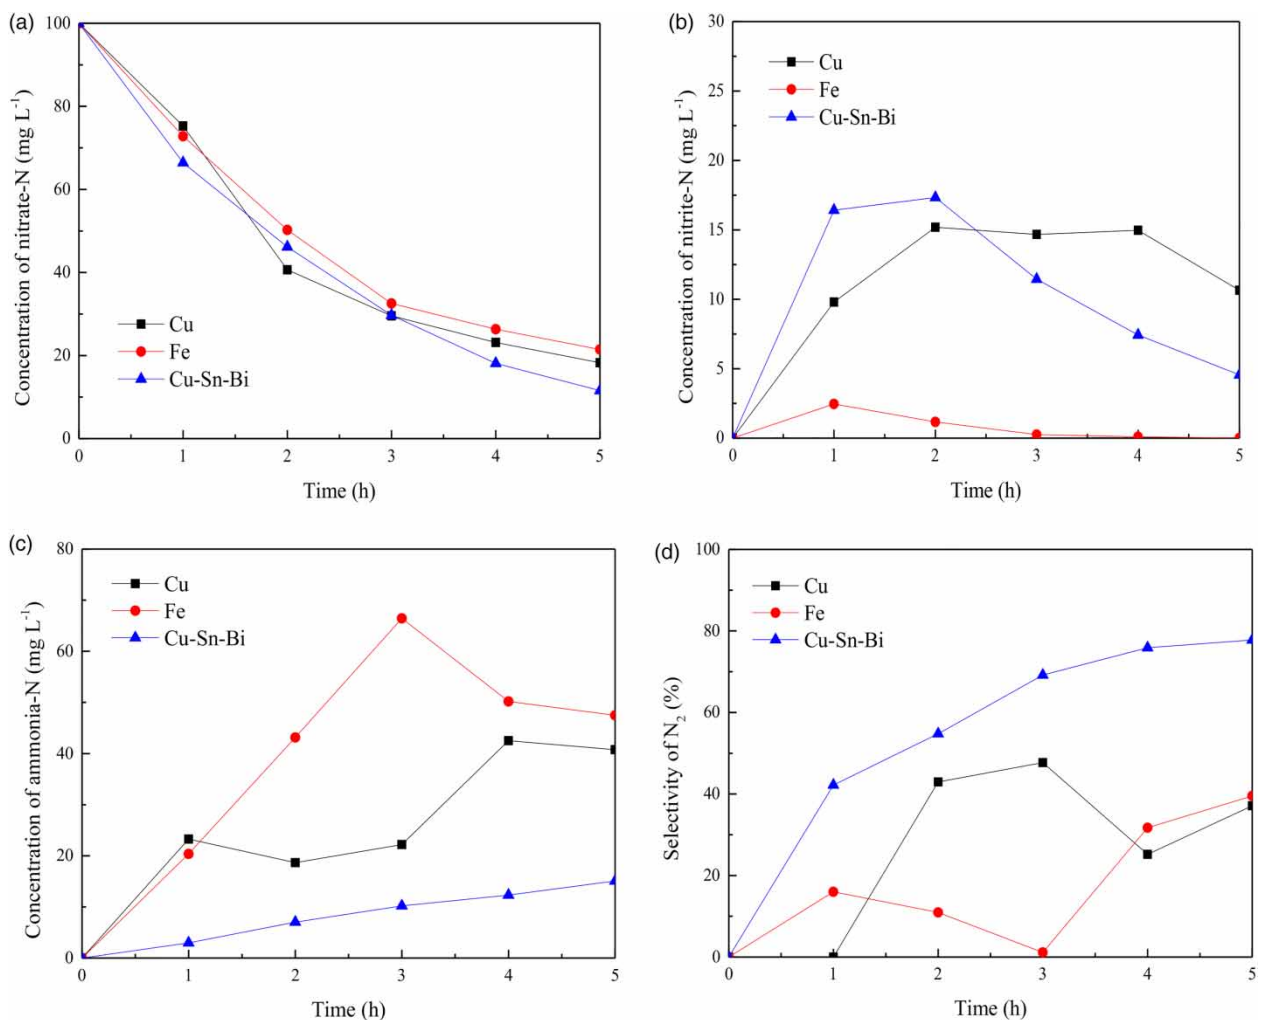 (a)
Concentration of nitrate-N (mg L⁻¹)
100
80
60
40
20
0
Cu
Fe
Cu-Sn-Bi
0 1 2 3 4 5
Time (h)
(b)
Concentration of nitrite-N (mg L⁻¹)
30
25
20
15
10
5
0
Cu
Fe
Cu-Sn-Bi
0 1 2 3 4 5
Time (h)
(c)
Concentration of ammonia-N (mg L⁻¹)
80
60
40
20
0
Cu
Fe
Cu-Sn-Bi
0 1 2 3 4 5
Time (h)
(d)
Selectivity of N₂ (%)
100
80
60
40
20
0
Cu
Fe
Cu-Sn-Bi
0 1 2 3 4 5
Time (h)